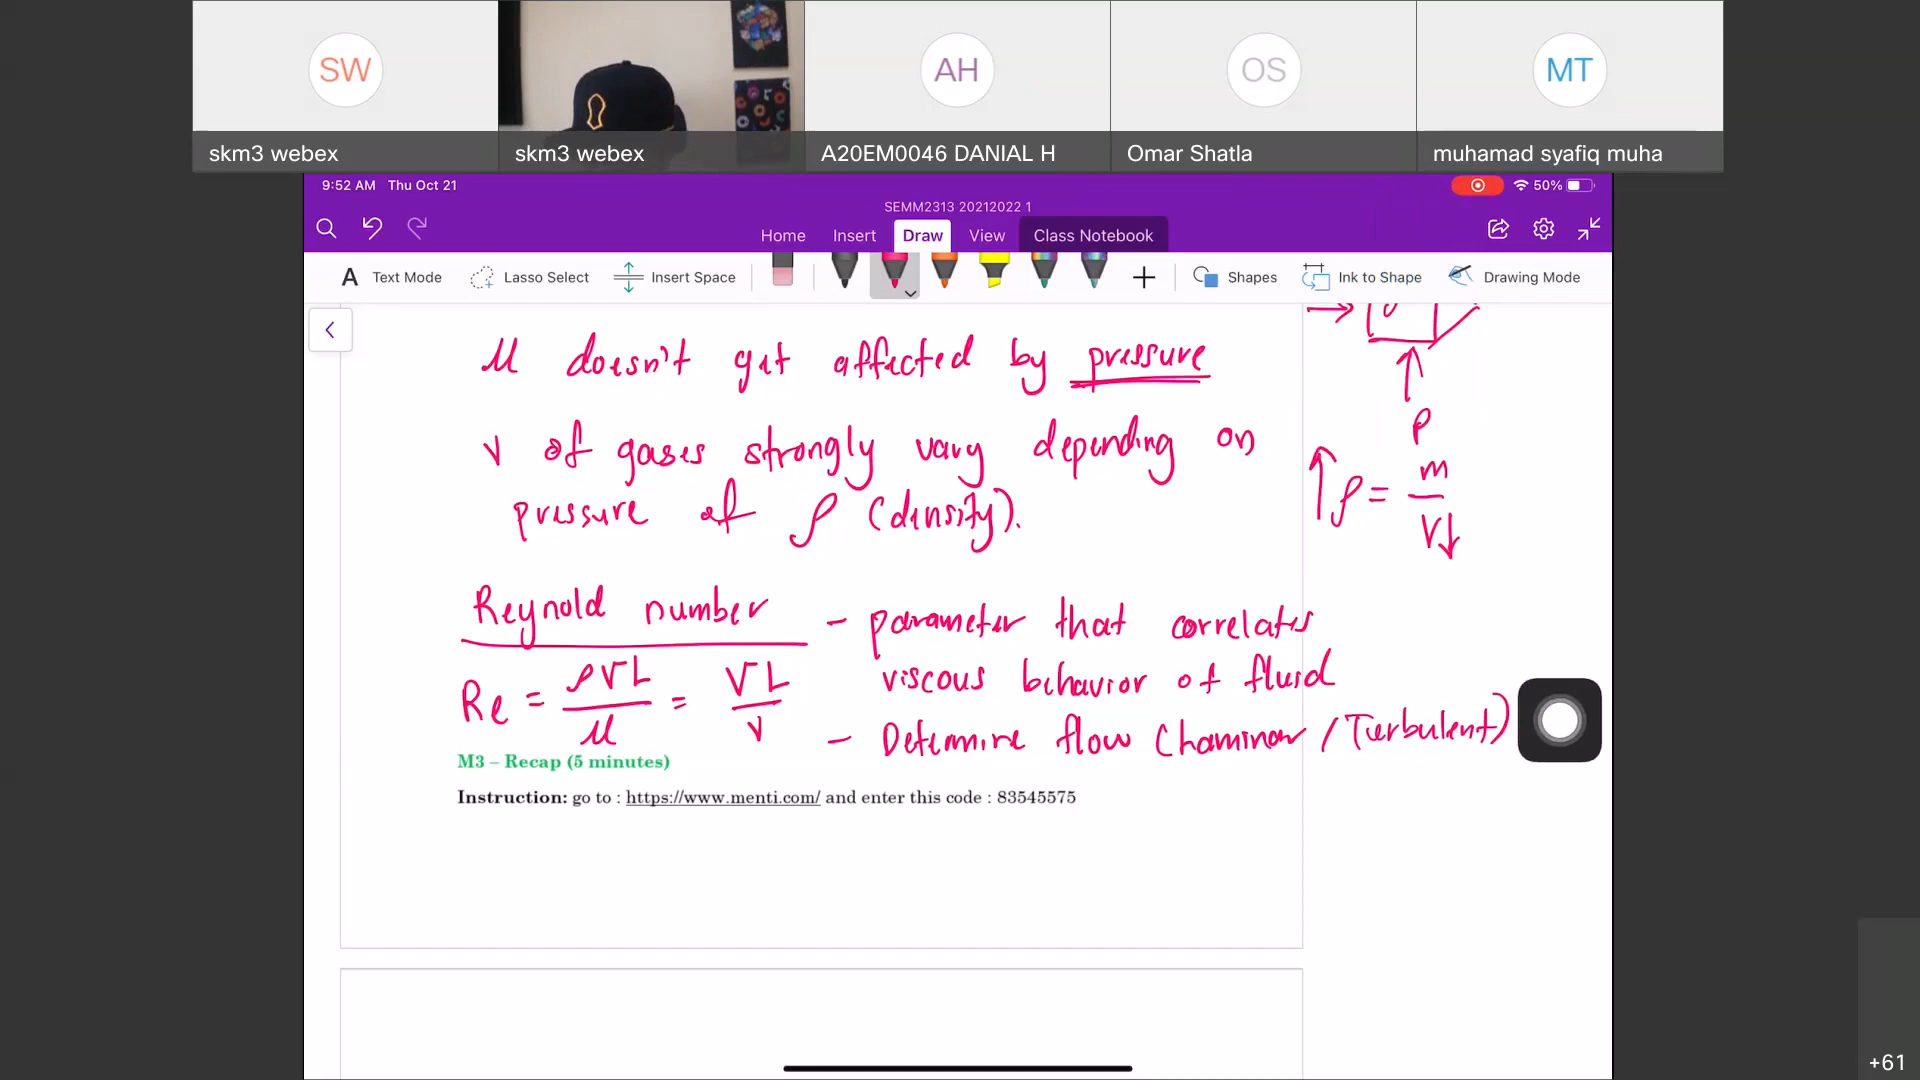 SW
AH
OS
MT
skm3 webex
skm3 webex
A20EM0046 DANIAL H
Omar Shatla
muhamad syafiq muha
9:52 AM Thu Oct 21
50%
SEMM2313 20212022 1
Home Insert Draw View Class Notebook
A Text Mode Lasso Select Insert Space Shapes Ink to Shape Drawing Mode
μ doesn't get affected by pressure
ν of gases strongly vary depending on
pressure of ρ (density).
P
↑ρ = m
V↓
Reynold number - parameter that correlates
viscous behavior of fluid
Re = ρVL/μ = VL/ν
- Determine flow (Laminar / Turbulent)
M3 – Recap (5 minutes)
Instruction: go to : https://www.menti.com/ and enter this code : 83545575
+61